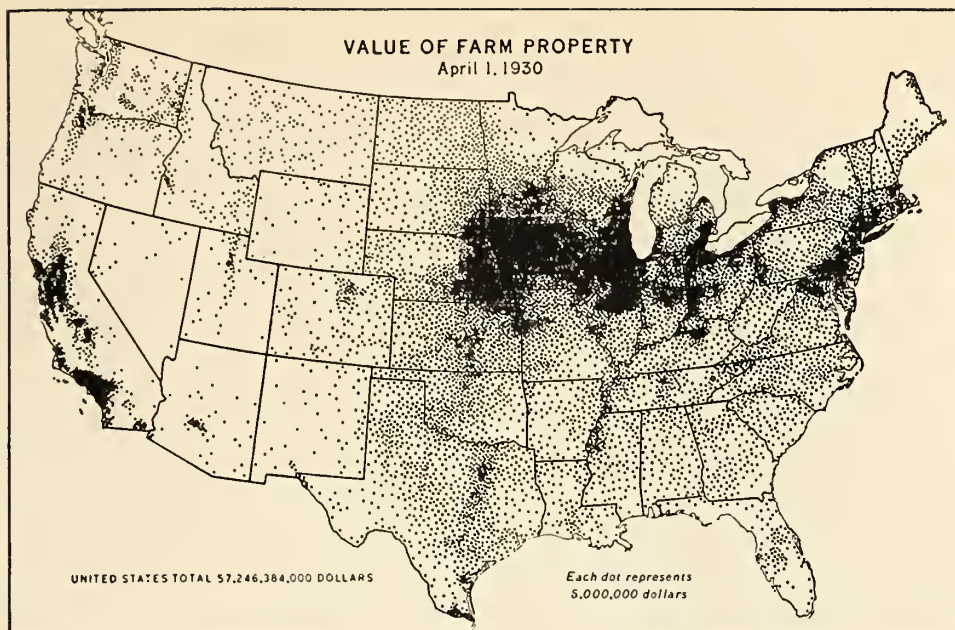 VALUE OF FARM PROPERTY
April 1, 1930
UNITED STATES TOTAL 57,246,384,000 DOLLARS
Each dot represents
5,000,000 dollars